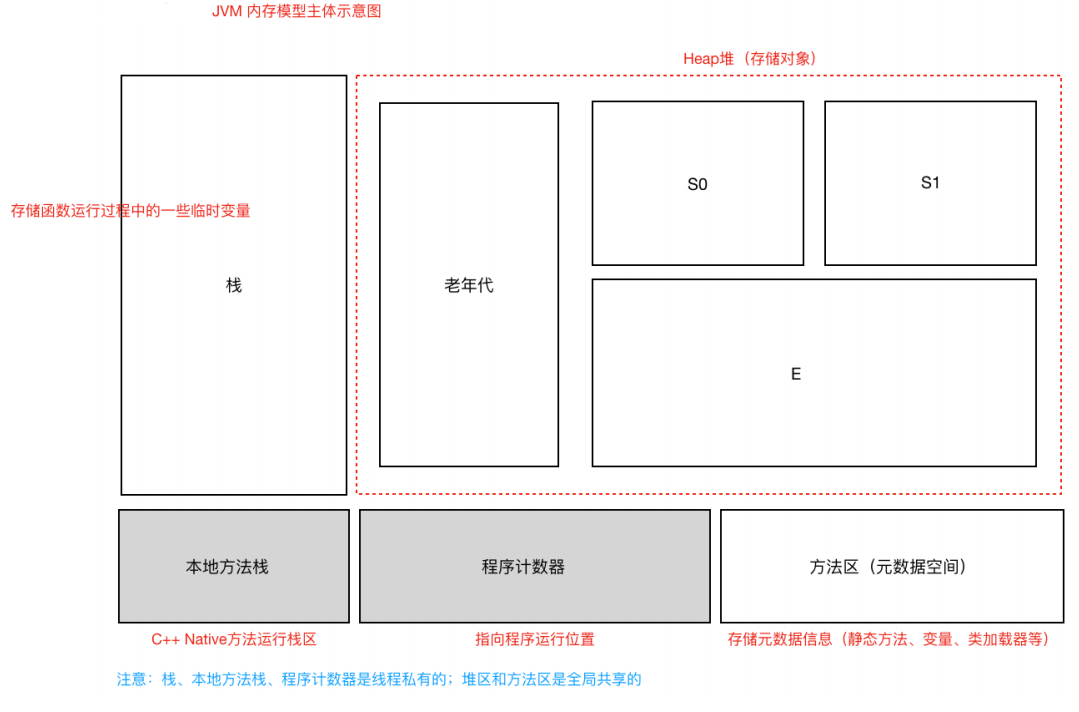 JVM 内存模型主体示意图
Heap堆（存储对象）
S0
S1
存储函数运行过程中的一些临时变量
栈
老年代
E
本地方法栈
程序计数器
方法区（元数据空间）
C++ Native方法运行栈区
指向程序运行位置
存储元数据信息（静态方法、变量、类加载器等）
注意：栈、本地方法栈、程序计数器是线程私有的；堆区和方法区是全局共享的